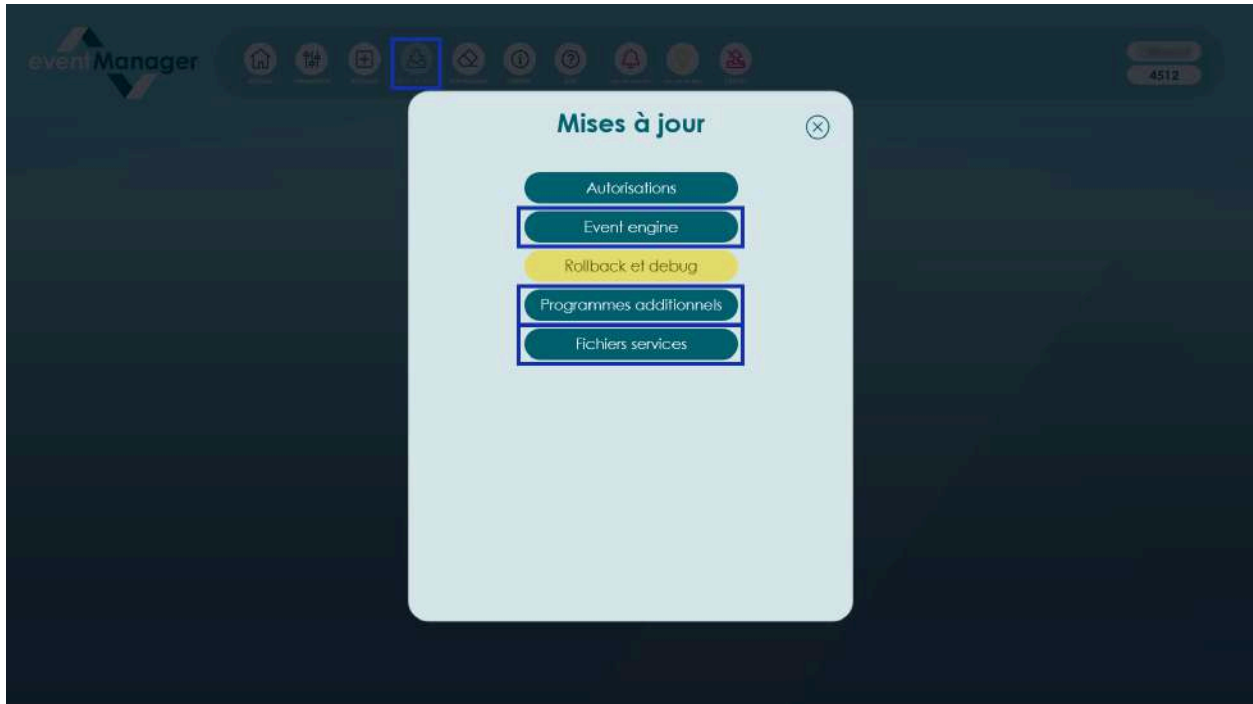 eventManager
4512
Mises à jour
Autorisations
Event engine
Rollback et debug
Programmes additionnels
Fichiers services